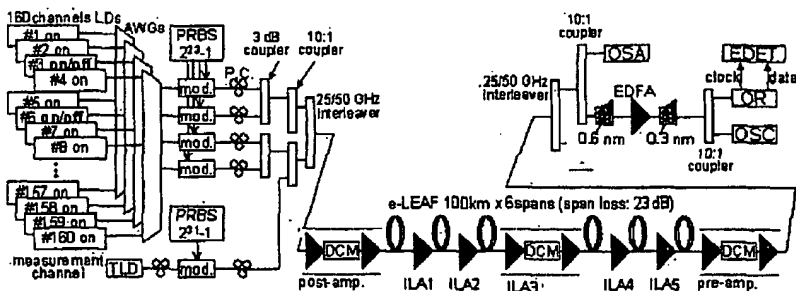 160channels LDs
AWGs
#1 on
#2 on
#3 on/off
#4 on
#5 on
#6 on/off
#7 on
#8 on
#157 on
#158 on
#159 on
#160 on
measurement
channel
TLD
PRBS
2²³-1
mod.
mod.
mod.
mod.
PRBS
2³¹-1
mod.
P.C.
3 dB
coupler
10:1
coupler
25/50 GHz
interleaver
e-LEAF 100km x 6spans (span loss: 23 dB)
DCM
post-amp.
ILA1
ILA2
DCM
ILA3
ILA4
ILA5
DCM
pre-amp.
25/50 GHz
interleaver
10:1
coupler
OSA
EDFA
0.6 nm
0.3 nm
10:1
coupler
clock
data
EDET
OR
OSC